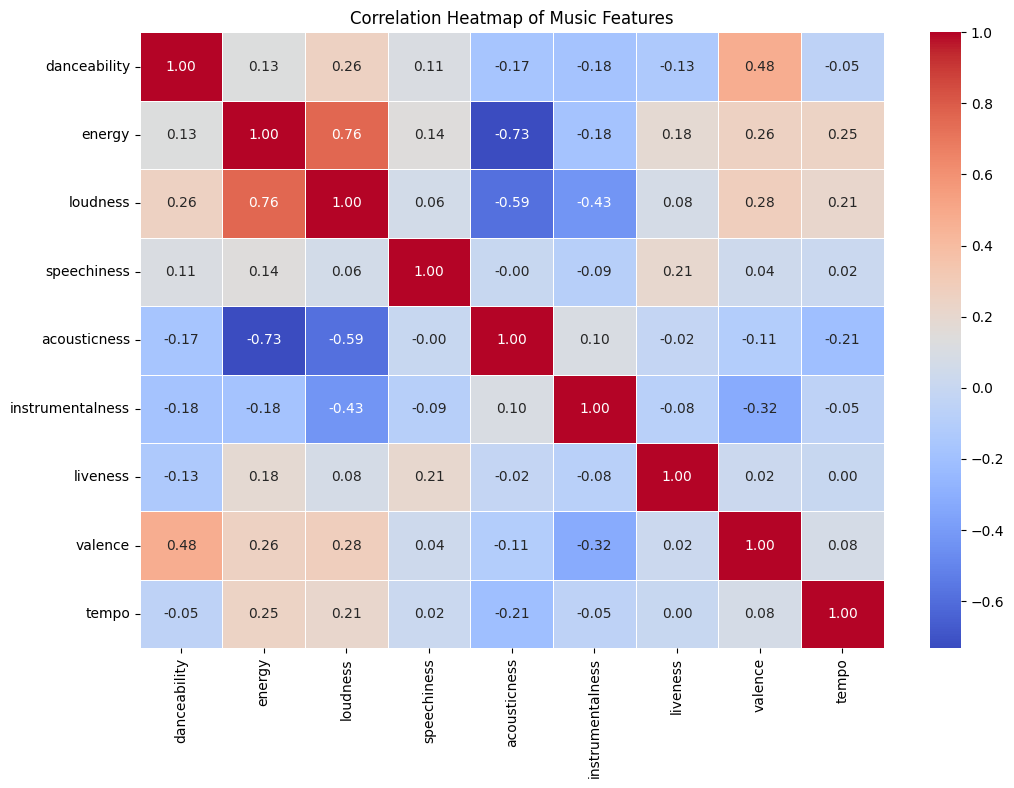 Correlation Heatmap of Music Features
danceability 1.00 0.13 0.26 0.11 -0.17 -0.18 -0.13 0.48 -0.05
energy 0.13 1.00 0.76 0.14 -0.73 -0.18 0.18 0.26 0.25
loudness 0.26 0.76 1.00 0.06 -0.59 -0.43 0.08 0.28 0.21
speechiness 0.11 0.14 0.06 1.00 -0.00 -0.09 0.21 0.04 0.02
acousticness -0.17 -0.73 -0.59 -0.00 1.00 0.10 -0.02 -0.11 -0.21
instrumentalness -0.18 -0.18 -0.43 -0.09 0.10 1.00 -0.08 -0.32 -0.05
liveness -0.13 0.18 0.08 0.21 -0.02 -0.08 1.00 0.02 0.00
valence 0.48 0.26 0.28 0.04 -0.11 -0.32 0.02 1.00 0.08
tempo -0.05 0.25 0.21 0.02 -0.21 -0.05 0.00 0.08 1.00
danceability
energy
loudness
speechiness
acousticness
instrumentalness
liveness
valence
tempo
1.0
0.8
0.6
0.4
0.2
0.0
−0.2
−0.4
−0.6